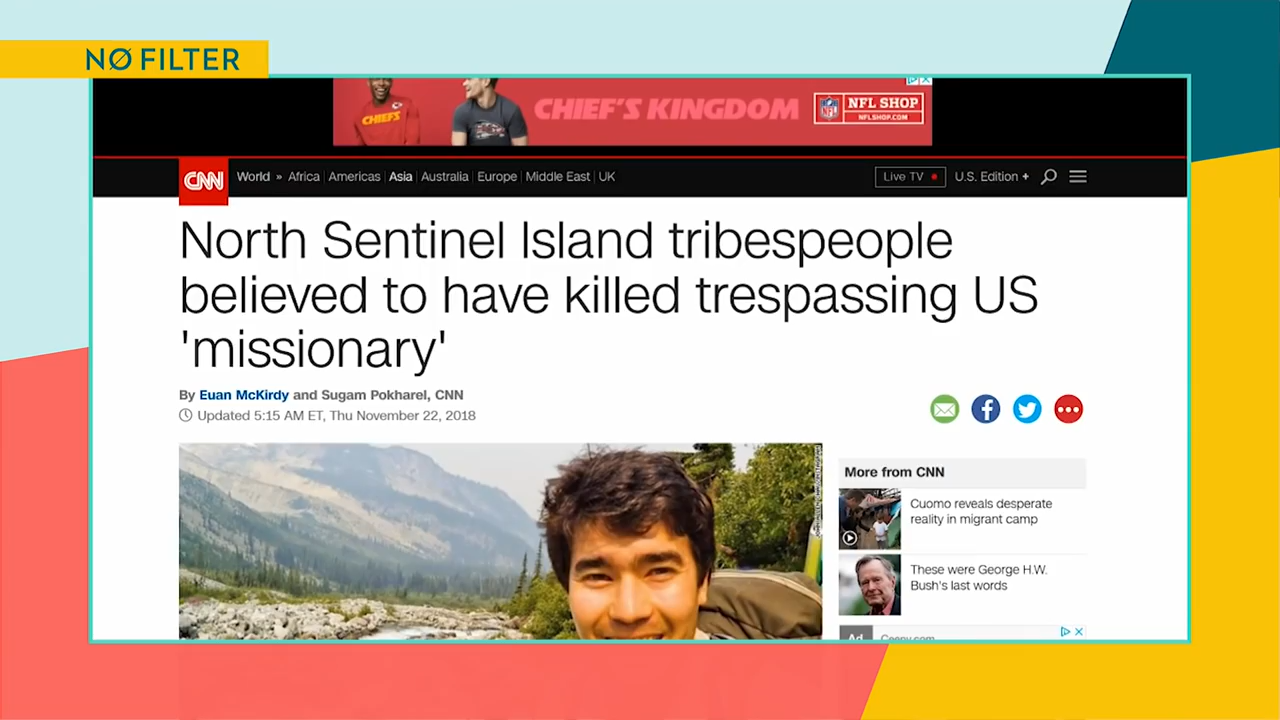 NØ FILTER
CHIEFS
CHIEF'S KINGDOM
NFL SHOP
NFLSHOP.COM
CNN
World » Africa Americas Asia Australia Europe Middle East UK
Live TV
U.S. Edition +
North Sentinel Island tribespeople
believed to have killed trespassing US
'missionary'
By Euan McKirdy and Sugam Pokharel, CNN
Updated 5:15 AM ET, Thu November 22, 2018
More from CNN
Cuomo reveals desperate
reality in migrant camp
These were George H.W.
Bush's last words
Ad